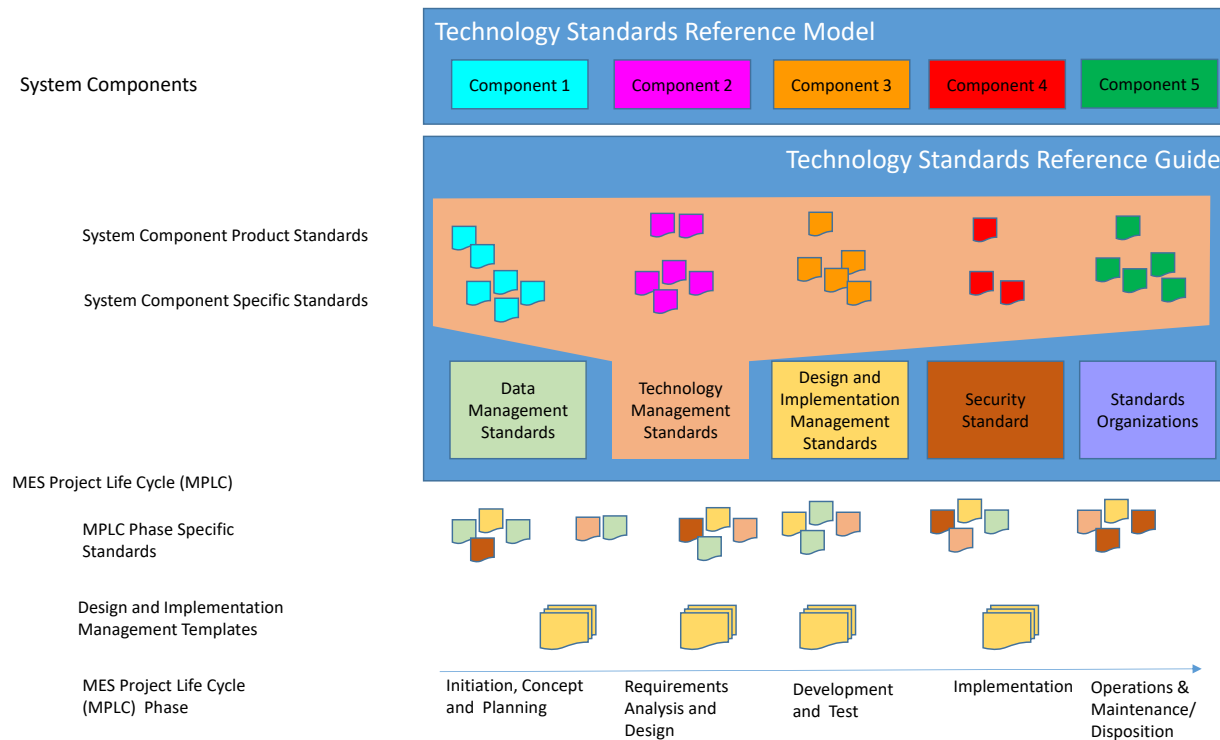 Technology Standards Reference Model
System Components
Component 1
Component 2
Component 3
Component 4
Component 5
Technology Standards Reference Guide
System Component Product Standards
System Component Specific Standards
Data
Management
Standards
Technology
Management
Standards
Design and
Implementation
Management
Standards
Security
Standard
Standards
Organizations
MES Project Life Cycle (MPLC)
MPLC Phase Specific
Standards
Design and Implementation
Management Templates
MES Project Life Cycle
(MPLC) Phase
Initiation, Concept
and Planning
Requirements
Analysis and
Design
Development
and Test
Implementation
Operations &
Maintenance/
Disposition